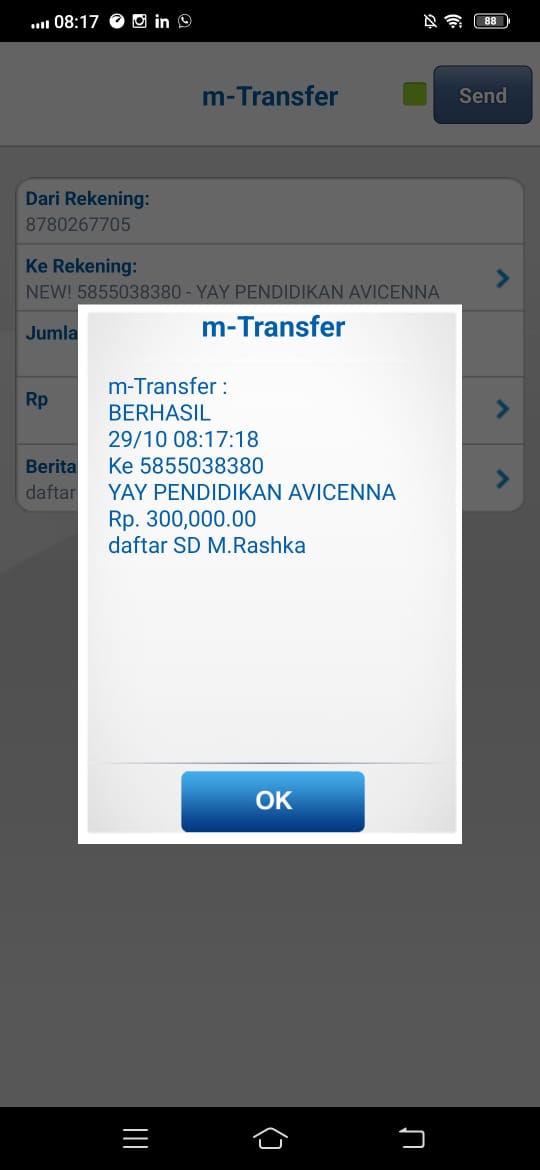 08:17
in
88
m-Transfer
Send
Dari Rekening:
8780267705
Ke Rekening:
NEW! 5855038380 - YAY PENDIDIKAN AVICENNA
Jumla
Rp
Berita
daftar
m-Transfer
m-Transfer :
BERHASIL
29/10 08:17:18
Ke 5855038380
YAY PENDIDIKAN AVICENNA
Rp. 300,000.00
daftar SD M.Rashka
OK